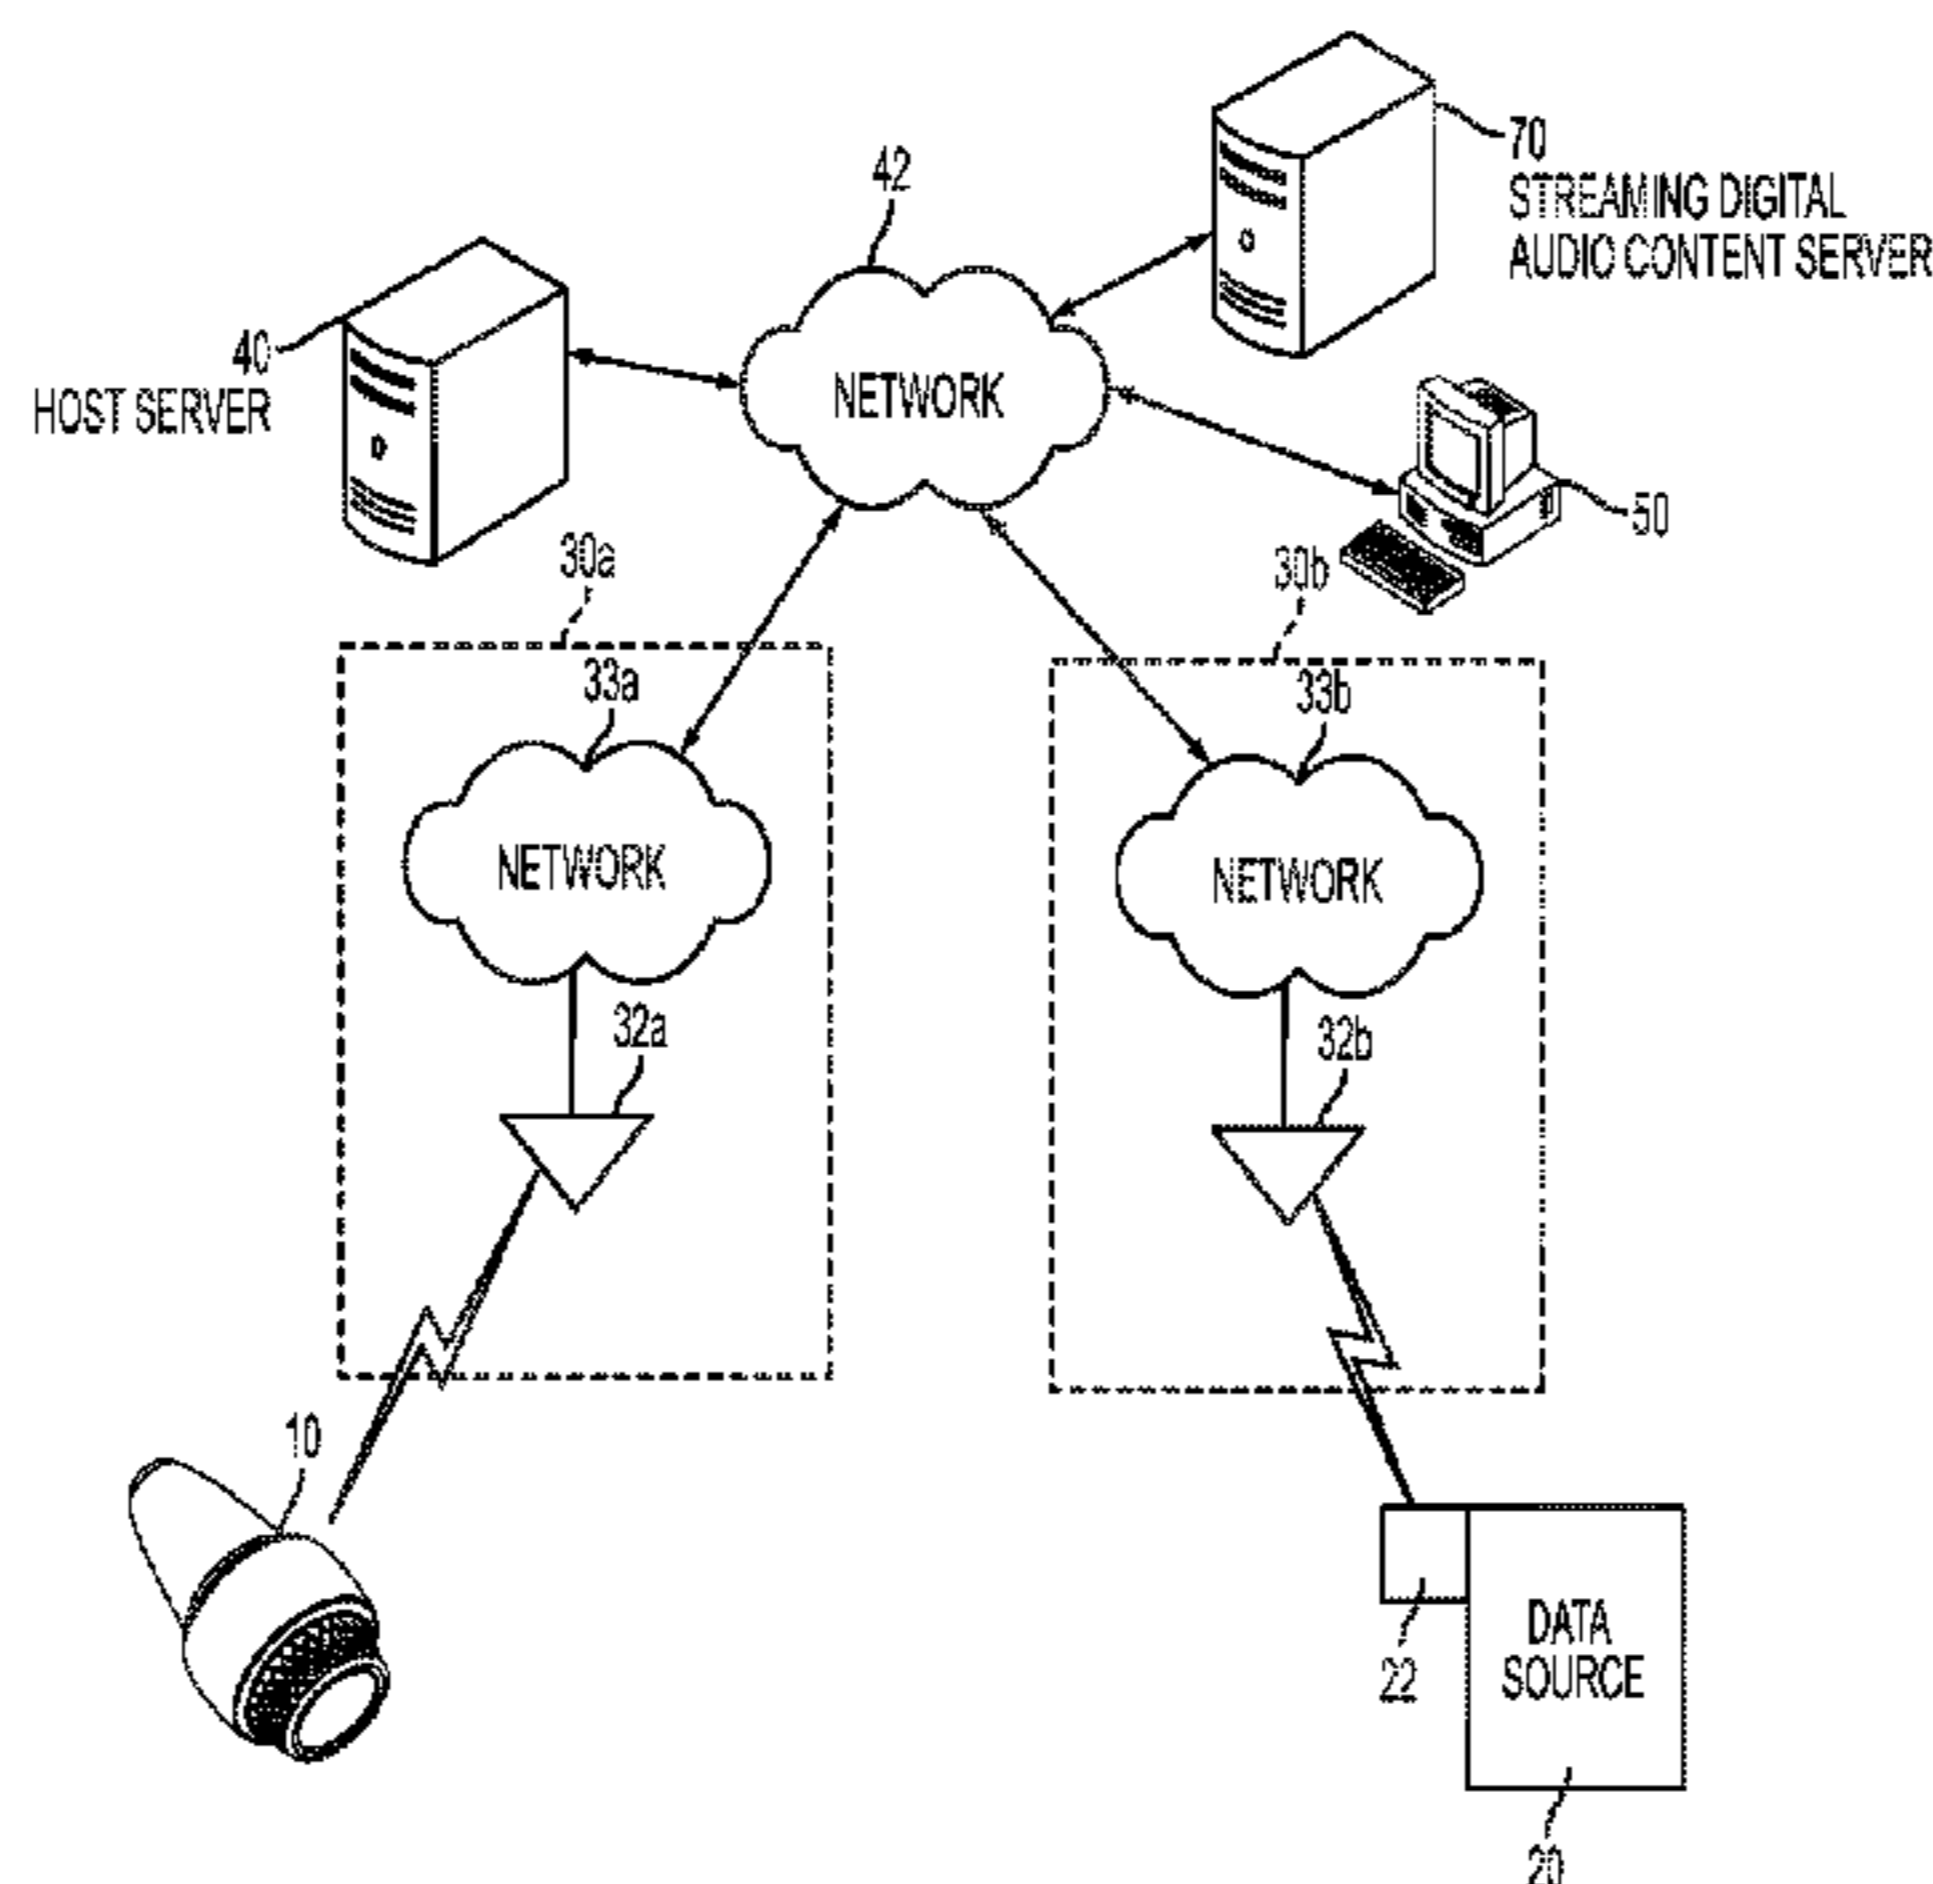 70
STREAMING DIGITAL
AUDIO CONTENT SERVER
42
40
HOST SERVER
NETWORK
50
30a
30b
33a
33b
NETWORK
NETWORK
32a
32b
10
22
DATA
SOURCE
20